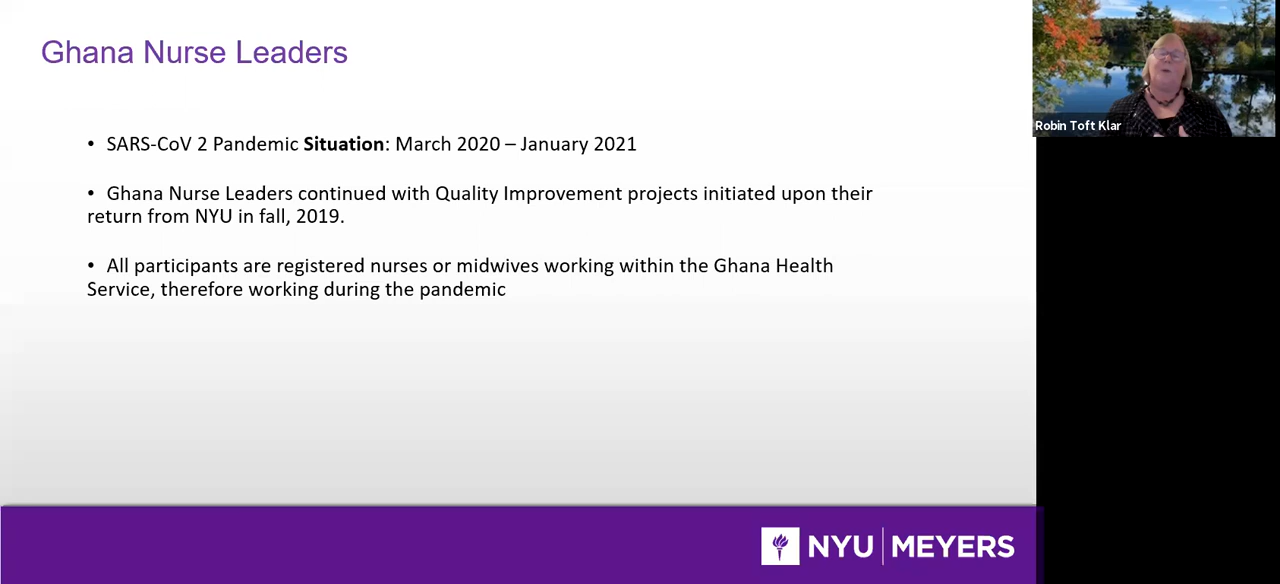 Ghana Nurse Leaders
Robin Toft Klar
• SARS-CoV 2 Pandemic Situation: March 2020 – January 2021
• Ghana Nurse Leaders continued with Quality Improvement projects initiated upon their
return from NYU in fall, 2019.
• All participants are registered nurses or midwives working within the Ghana Health
Service, therefore working during the pandemic
NYU MEYERS